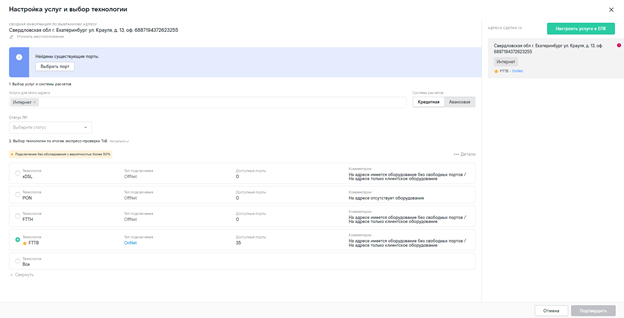 Настройка услуг и выбор технологии
СВОДНАЯ ИНФОРМАЦИЯ ПО ВЫБРАННОМУ АДРЕСУ
Свердловская обл г. Екатеринбург ул. Крауля, д. 13, оф. 6887194372623255
Уточнить местоположение
Найдены существующие порты.
Выбрать порт
1. Выбор услуг и системы расчетов
Услуги для этого адреса
Интернет
Система расчетов
Кредитная
Авансовая
Статус ПР
Выберите статус
2. Выбор технологии по итогам экспресс-проверки ТхВ
Подключение без обследования с вероятностью более 50%
Детали
Технология
xDSL
Тип подключения
OffNet
Доступные порты
0
Комментарии
На адресе имеется оборудование без свободных портов /
На адресе только клиентское оборудование
Технология
PON
Тип подключения
OffNet
Доступные порты
0
Комментарии
На адресе отсутствует оборудование
Технология
FTTH
Тип подключения
OffNet
Доступные порты
0
Комментарии
На адресе имеется оборудование без свободных портов /
На адресе только клиентское оборудование
Технология
FTTB
Тип подключения
OnNet
Доступные порты
35
Комментарии
На адресе имеется оборудование без свободных портов /
На адресе только клиентское оборудование
Технология
Все
Свернуть
АДРЕСА СДЕЛКИ (1)
Настроить услуги в ЕПК
Свердловская обл г. Екатеринбург ул. Крауля, д. 13, оф.
6887194372623255
Интернет
FTTB - OnNet
Отмена
Подтвердить